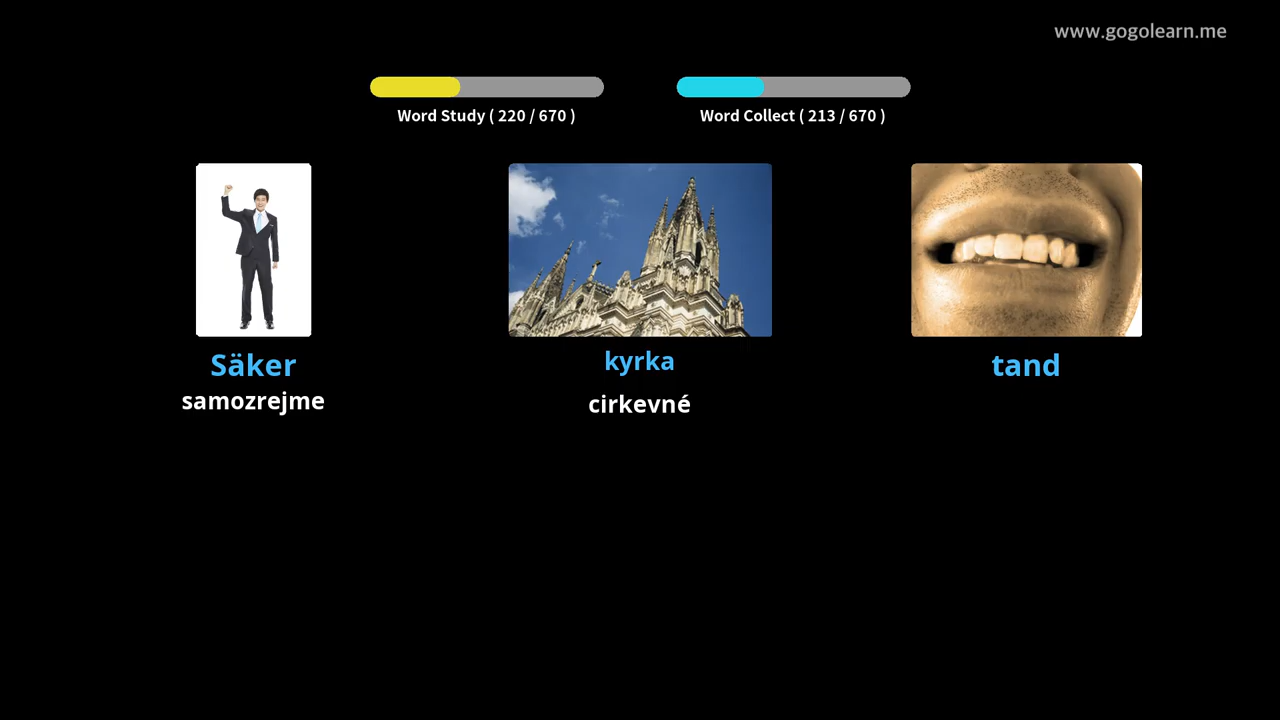 www.gogolearn.me
Word Study ( 220 / 670 )
Word Collect ( 213 / 670 )
Säker
kyrka
tand
samozrejme
cirkevné